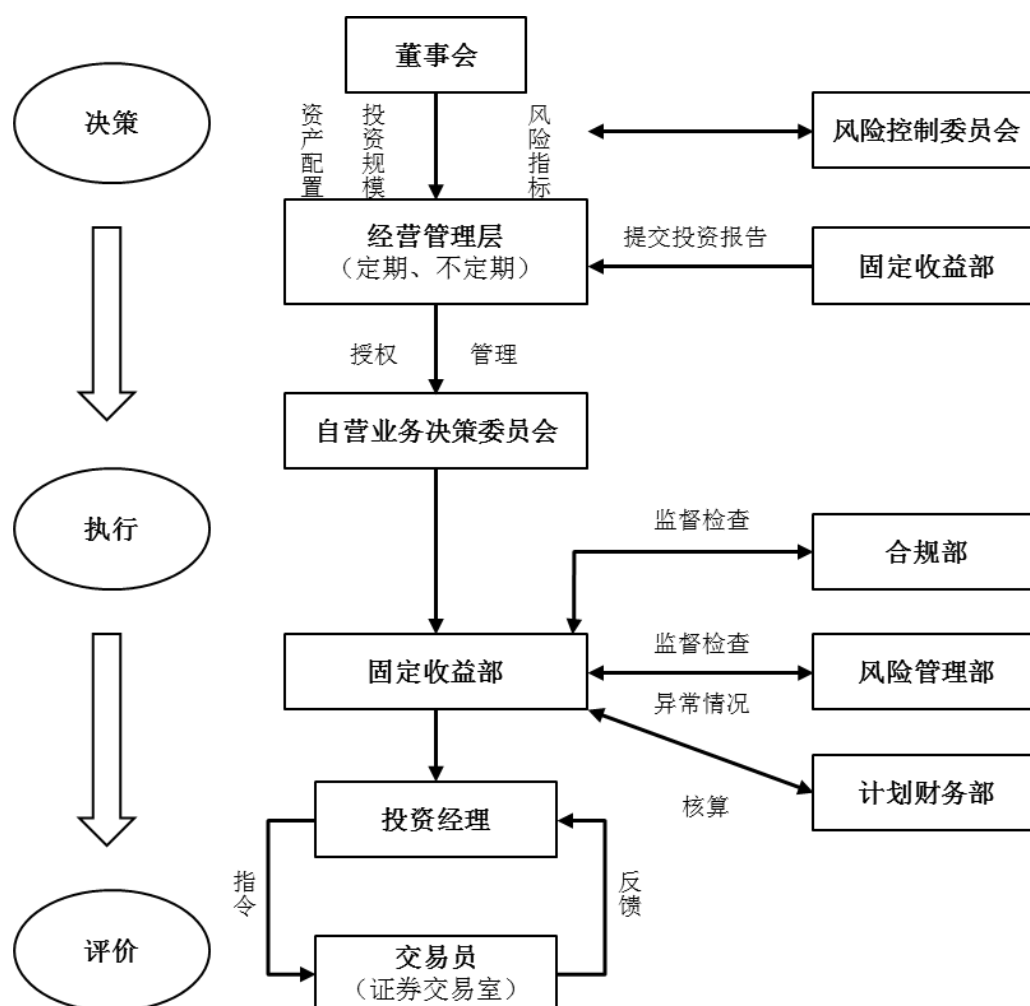 董事会
决策
资产配置
投资规模
风险指标
风险控制委员会
经营管理层
（定期、不定期）
提交投资报告
固定收益部
授权
管理
自营业务决策委员会
执行
监督检查
合规部
固定收益部
监督检查
风险管理部
异常情况
计划财务部
核算
投资经理
指令
反馈
评价
交易员
（证券交易室）